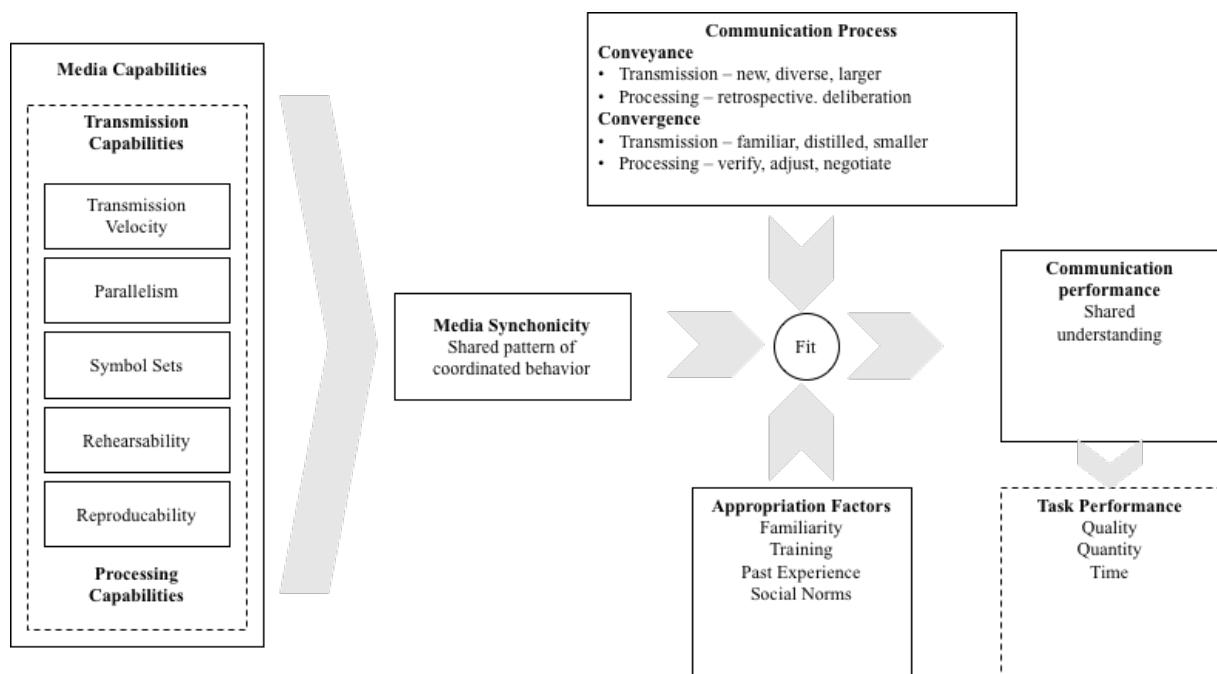 Media Capabilities
Transmission
Capabilities
Transmission
Velocity
Parallelism
Symbol Sets
Rehearsability
Reproducability
Processing
Capabilities
Media Synchonicity
Shared pattern of
coordinated behavior
Communication Process
Conveyance
• Transmission – new, diverse, larger
• Processing – retrospective. deliberation
Convergence
• Transmission – familiar, distilled, smaller
• Processing – verify, adjust, negotiate
Fit
Appropriation Factors
Familiarity
Training
Past Experience
Social Norms
Communication
performance
Shared
understanding
Task Performance
Quality
Quantity
Time